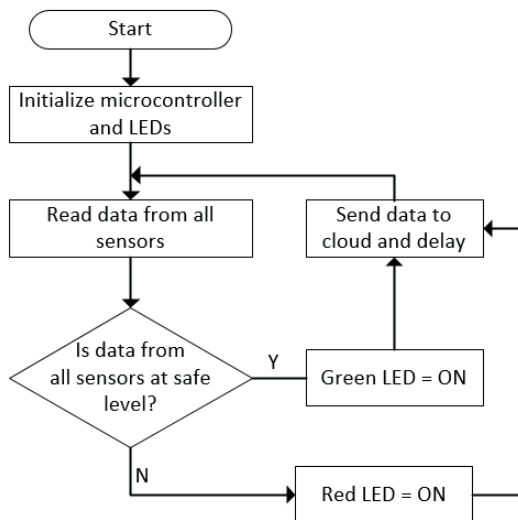 Start
Initialize microcontroller
and LEDs
Read data from all
sensors
Send data to
cloud and delay
Is data from
all sensors at safe
level?
Y
Green LED = ON
N
Red LED = ON